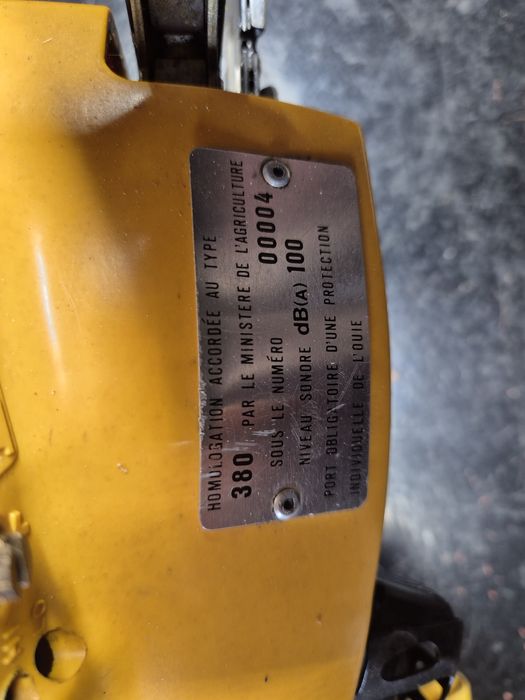 HOMOLOGATION ACCORDÉE AU TYPE
380 PAR LE MINISTERE DE L'AGRICULTURE
SOUS LE NUMÉRO 00004
NIVEAU SONORE dB(A) 100
PORT OBLIGATOIRE D'UNE PROTECTION
INDIVIDUELLE DE L'OUIE